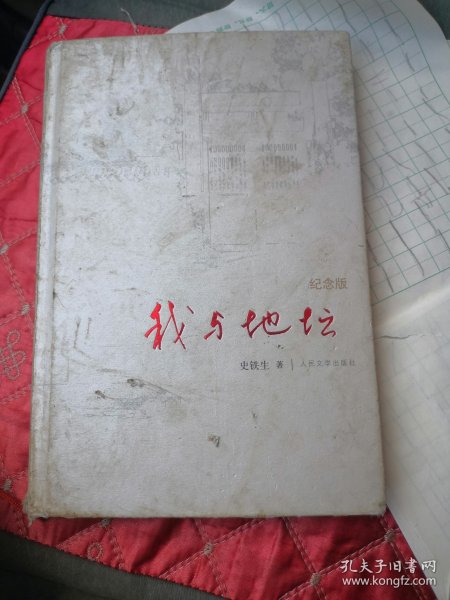 纪念版
我与地坛
史铁生 著 | 人民文学出版社
孔夫子旧书网
www.kongfz.com